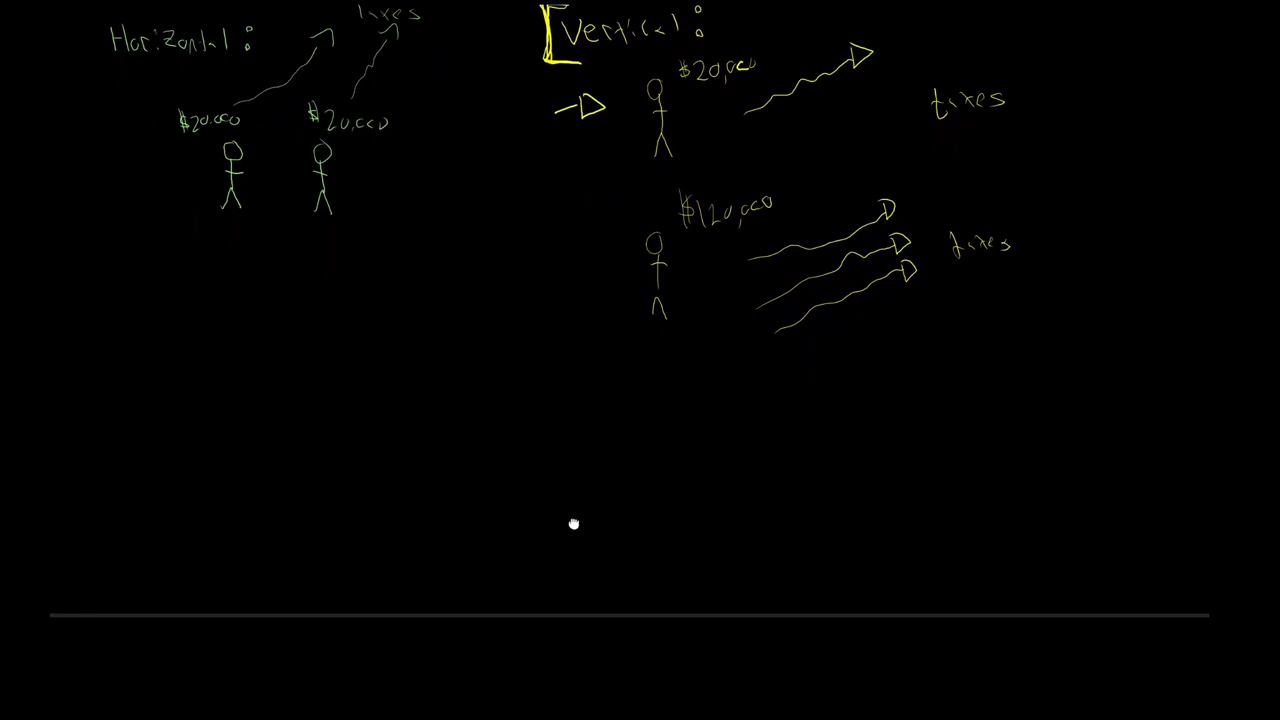 Horizontal:
taxes
$20,000 $20,000
Vertical:
$20,000
taxes
$120,000
taxes